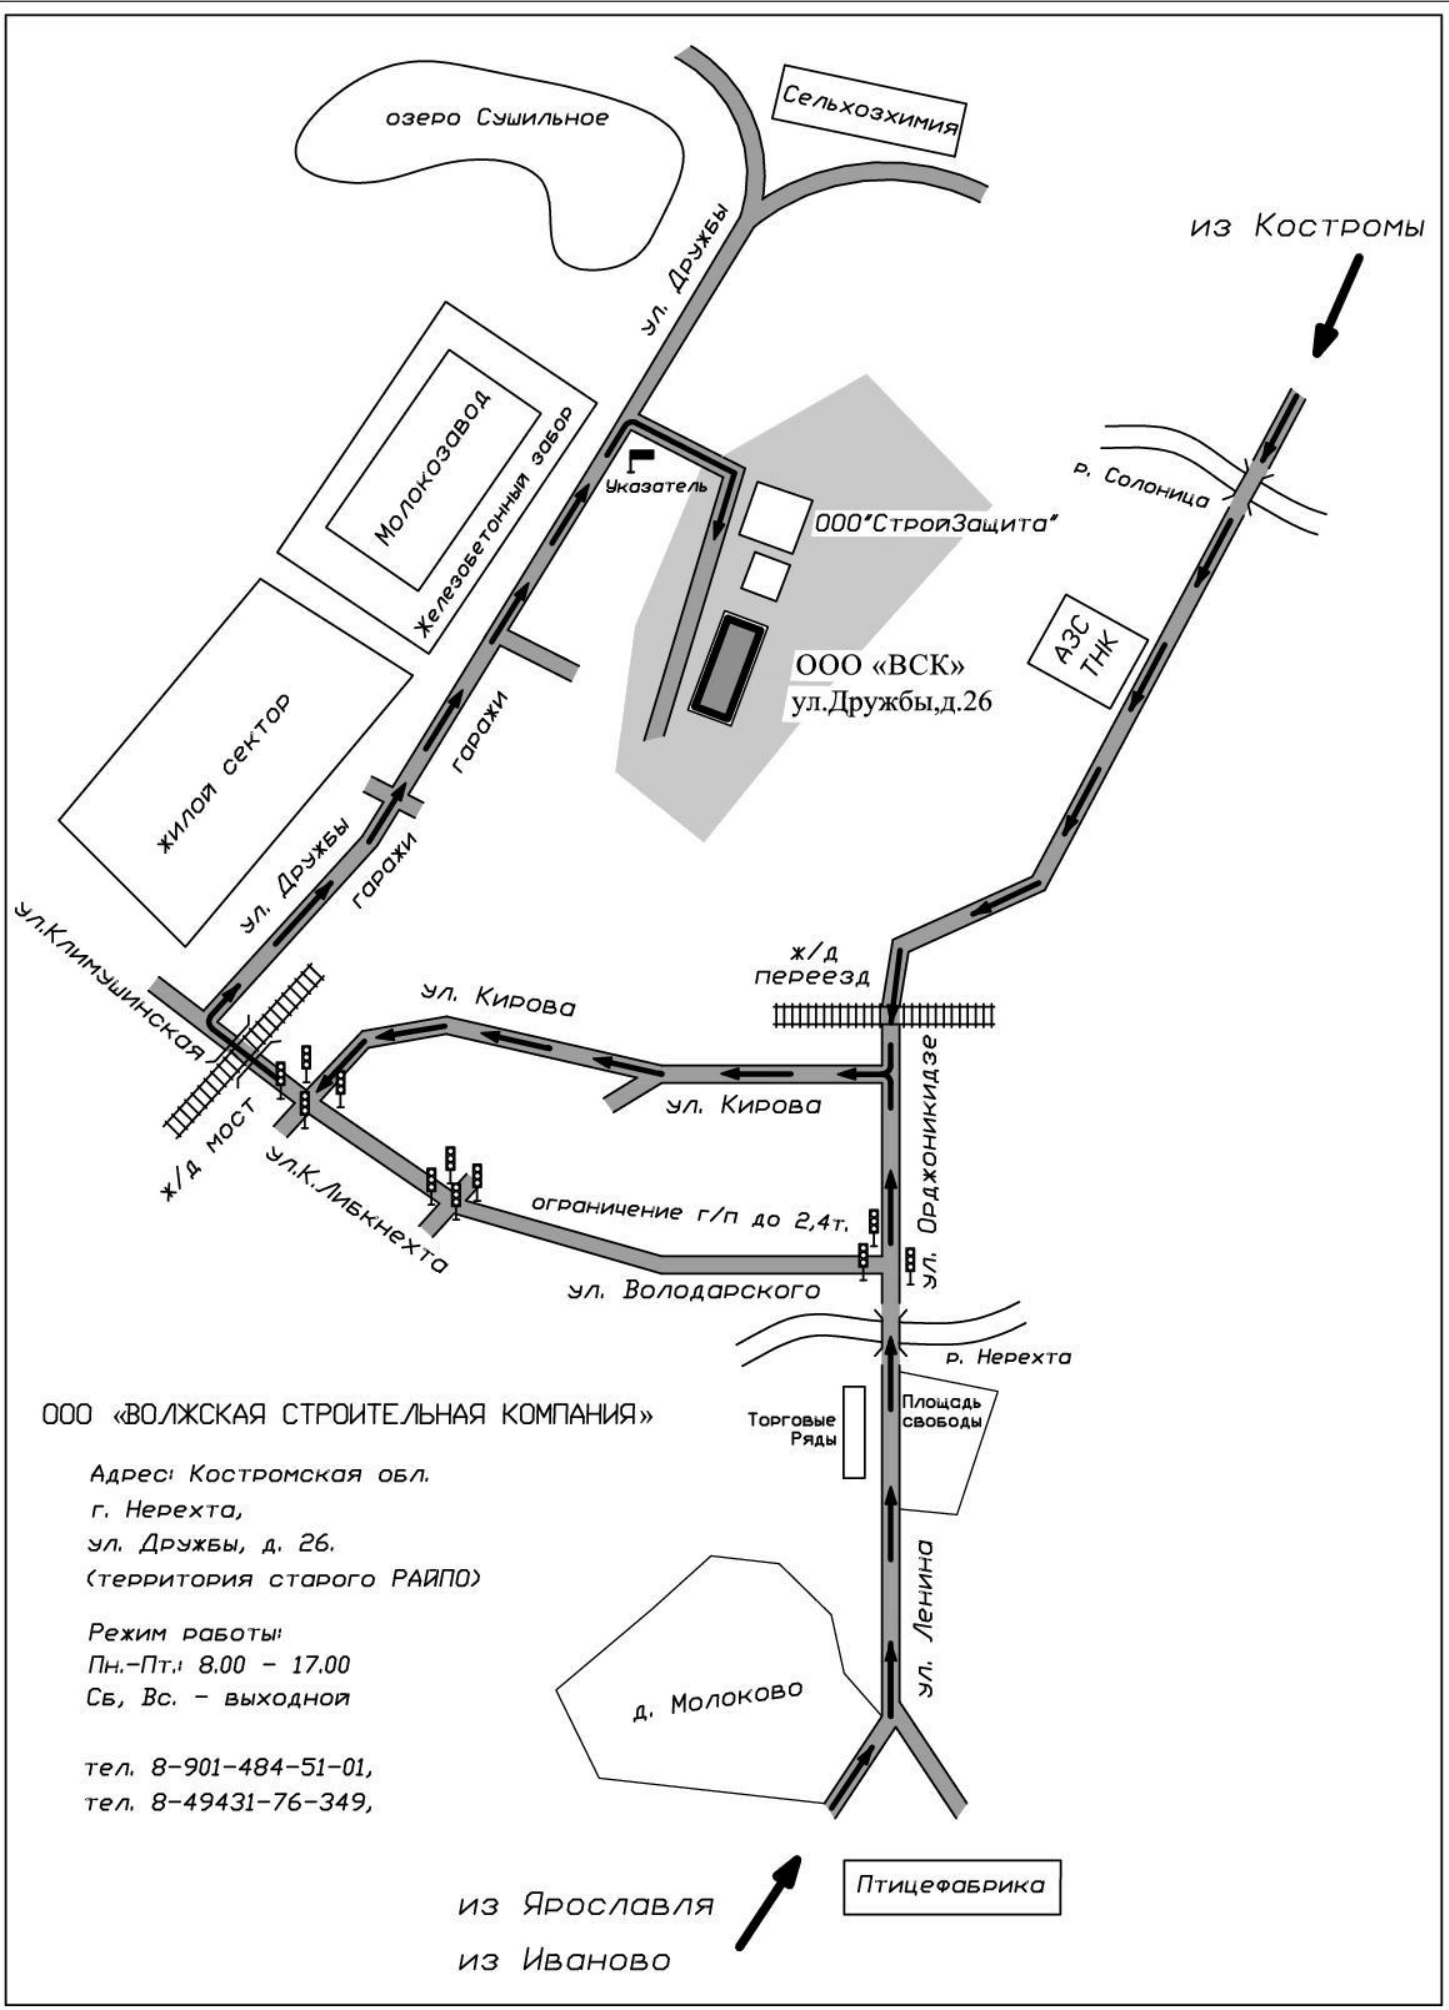 озеро Сушильное
Сельхозхимия
из Костромы
ул. Дружбы
Молокозавод
Железобетонный забор
Указатель
р. Солоница
ООО"СтройЗащита"
АЗС
ТНК
ООО «ВСК»
ул.Дружбы,д.26
жилой сектор
гаражи
ул. Дружбы
гаражи
ул.Климушинская
ж/д
переезд
ул. Кирова
ул. Кирова
ул. Орджоникидзе
ж/д мост
ул.К.Либкнехта
ограничение г/п до 2,4т.
ул. Володарского
р. Нерехта
Торговые
Ряды
Площадь
свободы
ООО «ВОЛЖСКАЯ СТРОИТЕЛЬНАЯ КОМПАНИЯ»
Адрес: Костромская обл.
г. Нерехта,
ул. Дружбы, д. 26.
(территория старого РАЙПО)
Режим работы:
Пн.-Пт.: 8.00 - 17.00
Сб, Вс. - выходной
тел. 8-901-484-51-01,
тел. 8-49431-76-349,
ул. Ленина
д. Молоково
Птицефабрика
из Ярославля
из Иваново